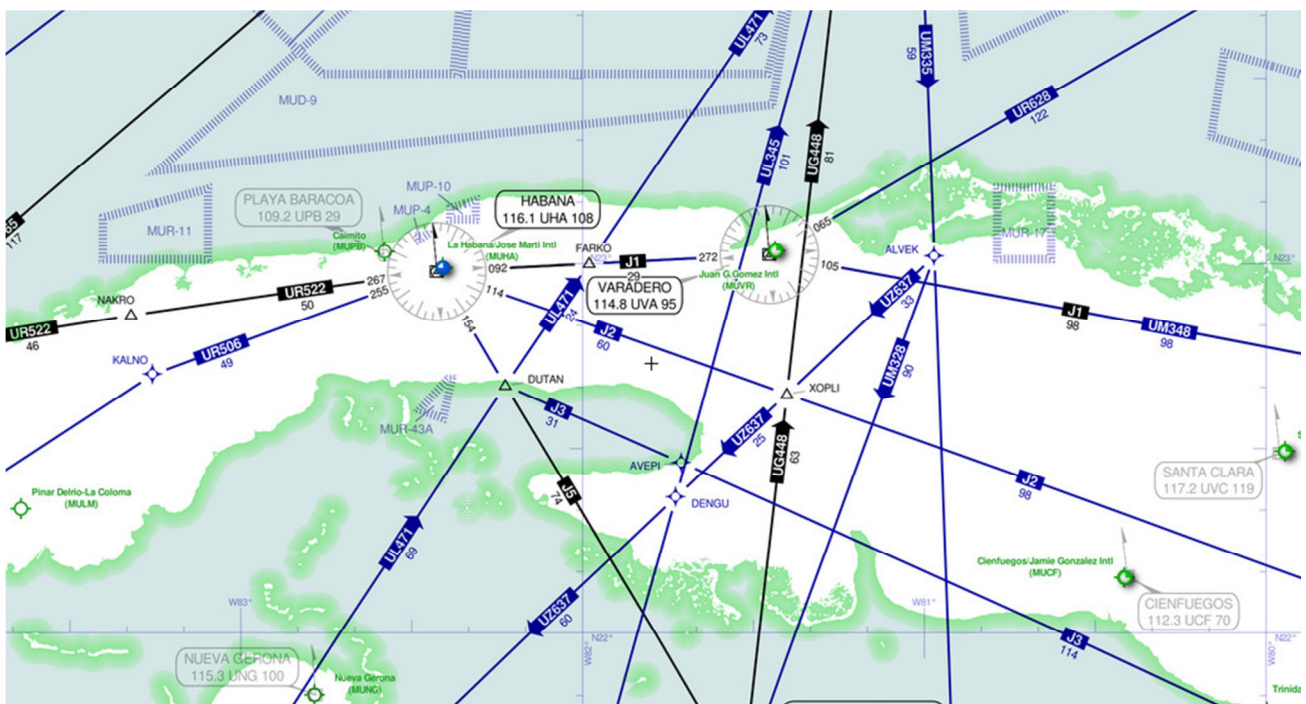 UL471
73
UM335
59
MUD-9
UR628
122
UL345
101
UG448
81
117
PLAYA BARACOA
109.2 UPB 29
MUP-10
HABANA
116.1 UHA 108
MUP-4
MUR-11
Caimito
(MUPB)
La Habana/Jose Marti Intl
(MUHA)
FARKO
N23°
065
MUR-17
ALVEK
N23°
092
J1
29
272
Juan G.Gomez Intl
(MUVR)
105
VARADERO
114.8 UVA 95
267
255
114
154
NAKRO
UR522
50
UR522
46
UL471
24
J2
60
UZ637
33
J1
98
UM348
98
KALNO
UR506
49
UM328
90
DUTAN
XOPLI
J3
31
MUR-43A
UZ637
25
UG448
63
AVEPI
SANTA CLARA
117.2 UVC 119
J2
98
Pinar Delrio-La Coloma
(MULM)
J5
74
DENGU
UL471
69
Cienfuegos/Jamie Gonzalez Intl
(MUCF)
CIENFUEGOS
112.3 UCF 70
W83°
W81°
UZ637
60
N22°
W82°
J3
114
N22°
W80°
NUEVA GERONA
115.3 UNG 100
Nueva Gerona
(MUNG)
Trinida